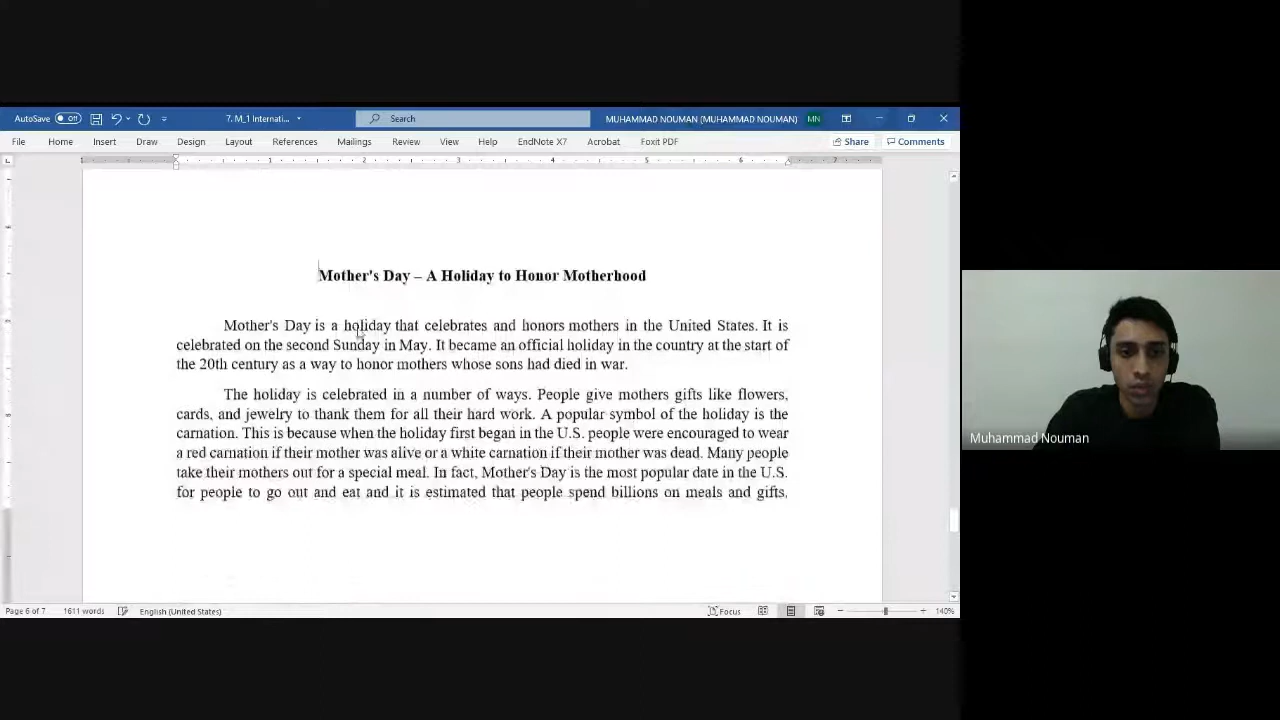 AutoSave Off 7. M_1 Internati... Search MUHAMMAD NOUMAN (MUHAMMAD NOUMAN) MN
File Home Insert Draw Design Layout References Mailings Review View Help EndNote X7 Acrobat Foxit PDF Share Comments
1 2 3 4 5 6 7
Mother's Day – A Holiday to Honor Motherhood
Mother's Day is a holiday that celebrates and honors mothers in the United States. It is
celebrated on the second Sunday in May. It became an official holiday in the country at the start of
the 20th century as a way to honor mothers whose sons had died in war.
The holiday is celebrated in a number of ways. People give mothers gifts like flowers,
cards, and jewelry to thank them for all their hard work. A popular symbol of the holiday is the
carnation. This is because when the holiday first began in the U.S. people were encouraged to wear
a red carnation if their mother was alive or a white carnation if their mother was dead. Many people
take their mothers out for a special meal. In fact, Mother's Day is the most popular date in the U.S.
for people to go out and eat and it is estimated that people spend billions on meals and gifts,
Muhammad Nouman
Page 6 of 7 1611 words English (United States) Focus 140%